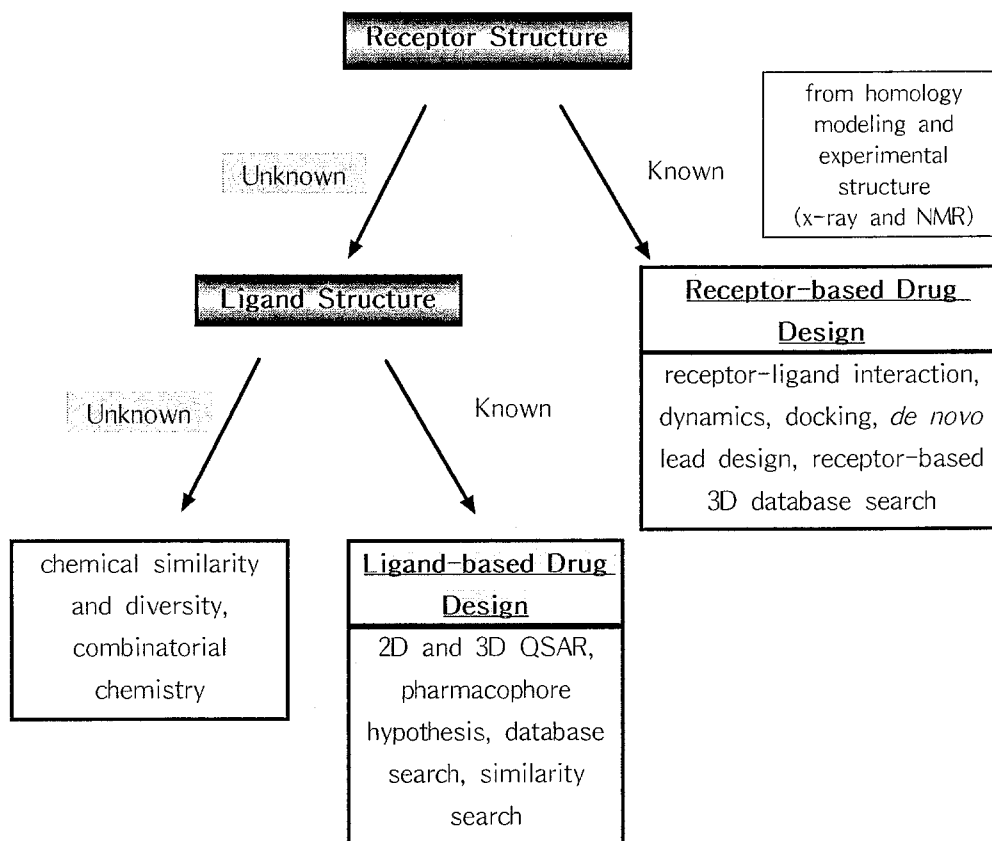 Receptor Structure
from homology
modeling and
experimental
structure
(x-ray and NMR)
Unknown
Known
Ligand Structure
Receptor-based Drug
Design
receptor-ligand interaction,
dynamics, docking, de novo
lead design, receptor-based
3D database search
Unknown
Known
chemical similarity
and diversity,
combinatorial
chemistry
Ligand-based Drug
Design
2D and 3D QSAR,
pharmacophore
hypothesis, database
search, similarity
search